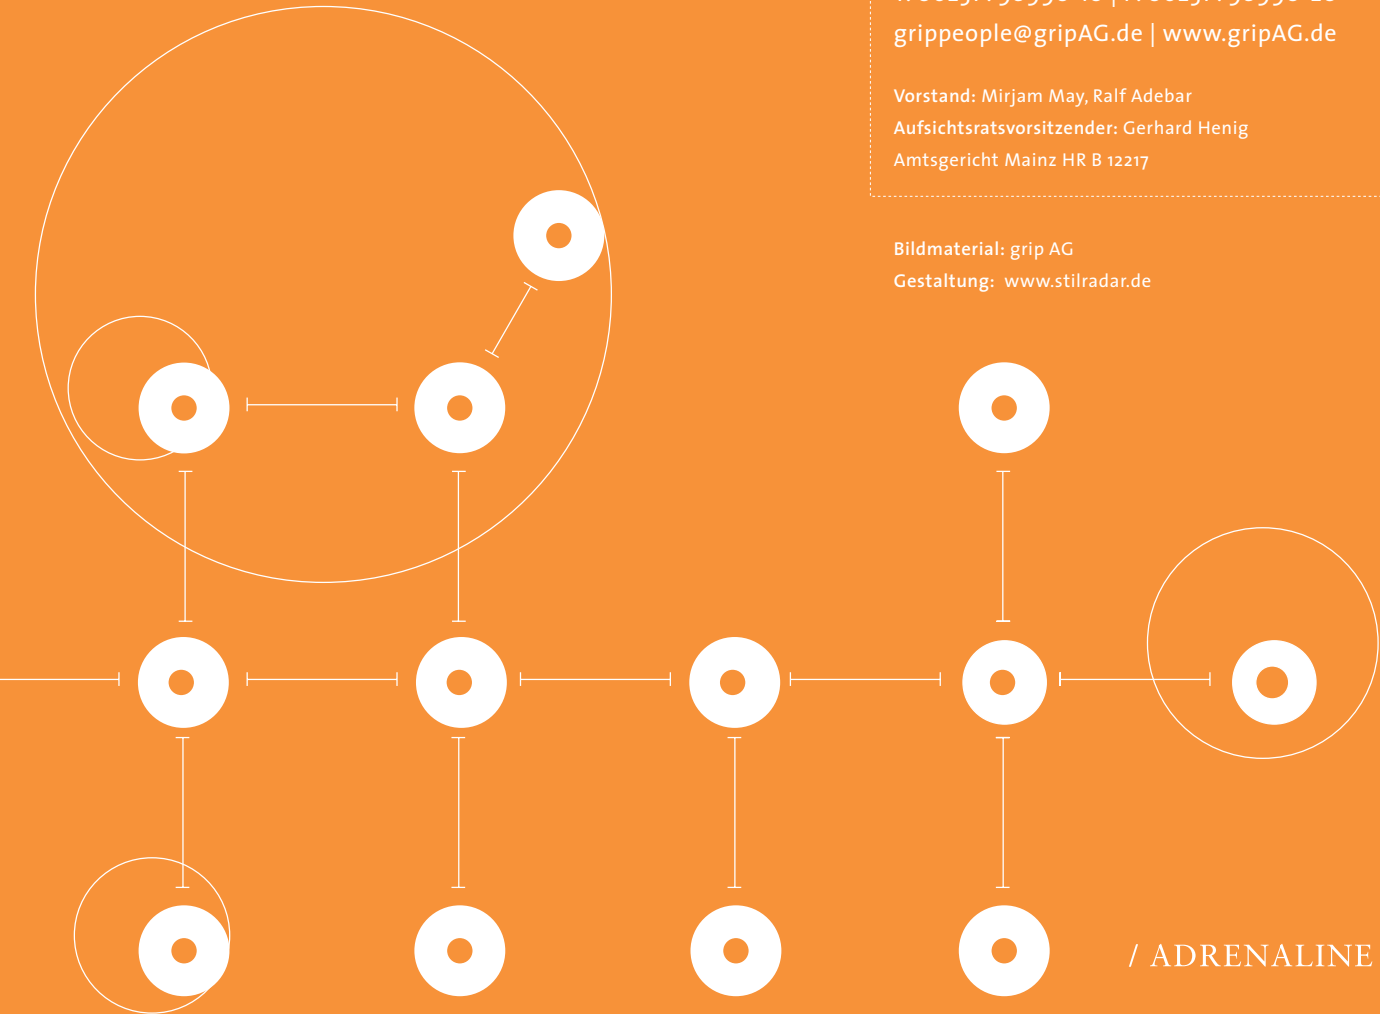 grippeople@gripAG.de | www.gripAG.de
Vorstand: Mirjam May, Ralf Adebar
Aufsichtsratsvorsitzender: Gerhard Henig
Amtsgericht Mainz HR B 12217
Bildmaterial: grip AG
Gestaltung: www.stilradar.de
/ ADRENALINE